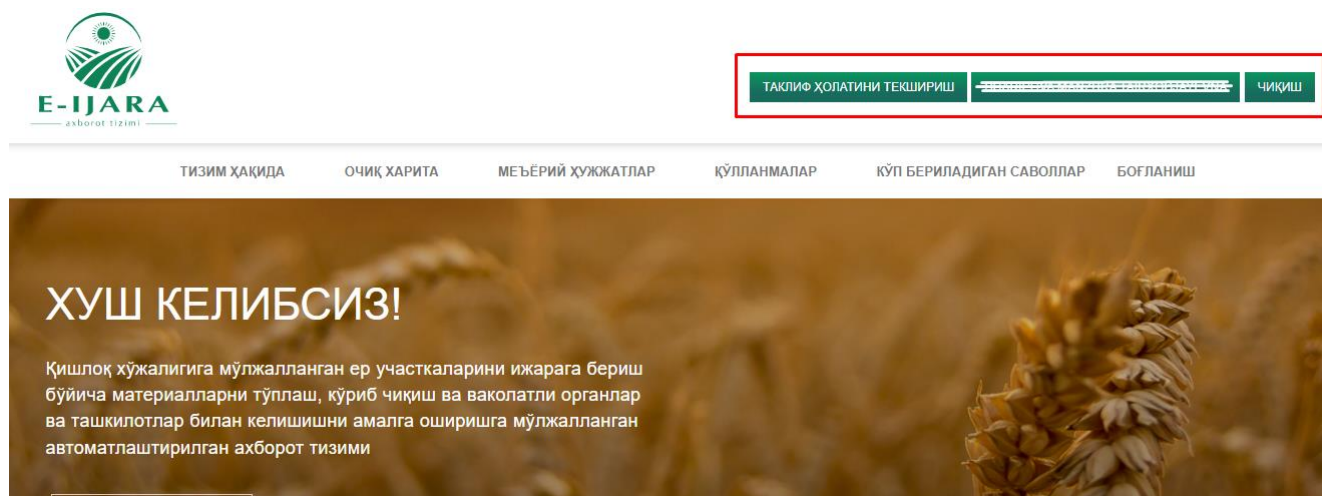 E-IJARA
axborot tizimi
ТАКЛИФ ҲОЛАТИНИ ТЕКШИРИШ
ЧИҚИШ
ТИЗИМ ҲАҚИДА ОЧИҚ ХАРИТА МЕЪЁРИЙ ҲУЖЖАТЛАР ҚЎЛЛАНМАЛАР КЎП БЕРИЛАДИГАН САВОЛЛАР БОҒЛАНИШ
ХУШ КЕЛИБСИЗ!
Қишлоқ хўжалигига мўлжалланган ер участкаларини ижарага бериш
бўйича материалларни тўплаш, кўриб чиқиш ва ваколатли органлар
ва ташкилотлар билан келишишни амалга оширишга мўлжалланган
автоматлаштирилган ахборот тизими